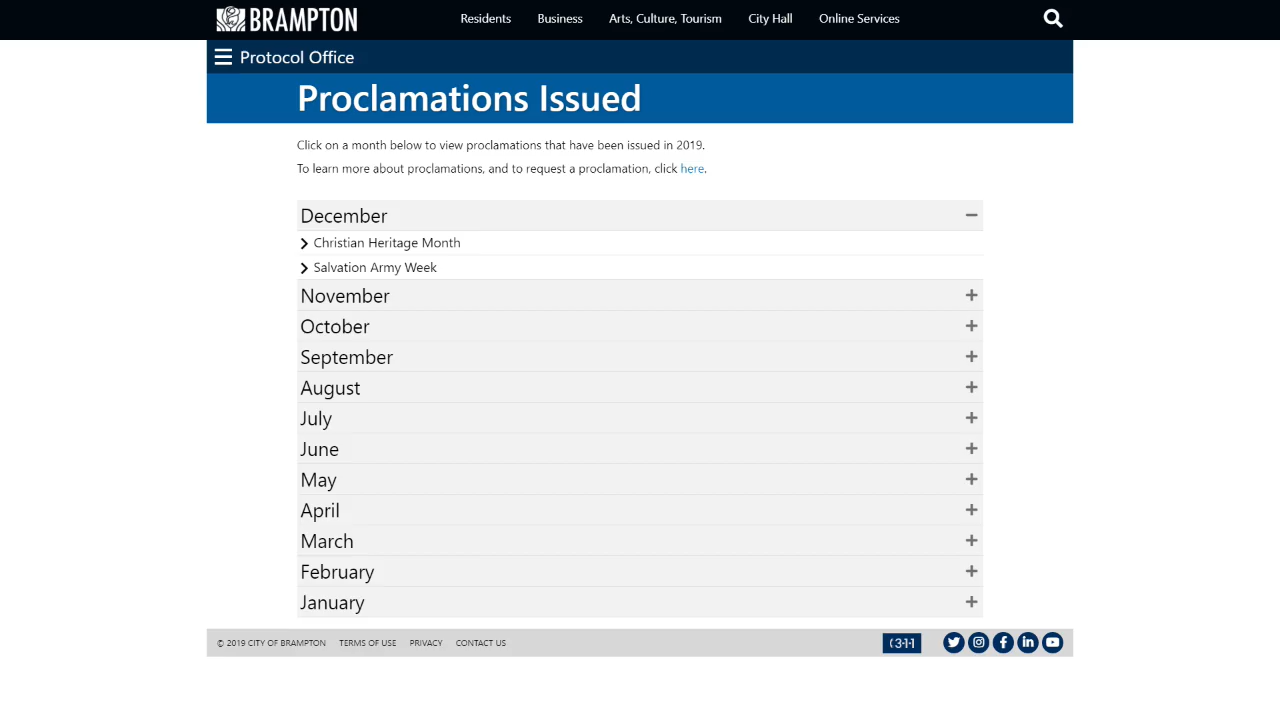 BRAMPTON
Residents Business Arts, Culture, Tourism City Hall Online Services
Protocol Office
Proclamations Issued
Click on a month below to view proclamations that have been issued in 2019.
To learn more about proclamations, and to request a proclamation, click here.
December
Christian Heritage Month
Salvation Army Week
November
October
September
August
July
June
May
April
March
February
January
© 2019 CITY OF BRAMPTON TERMS OF USE PRIVACY CONTACT US 3-1-1